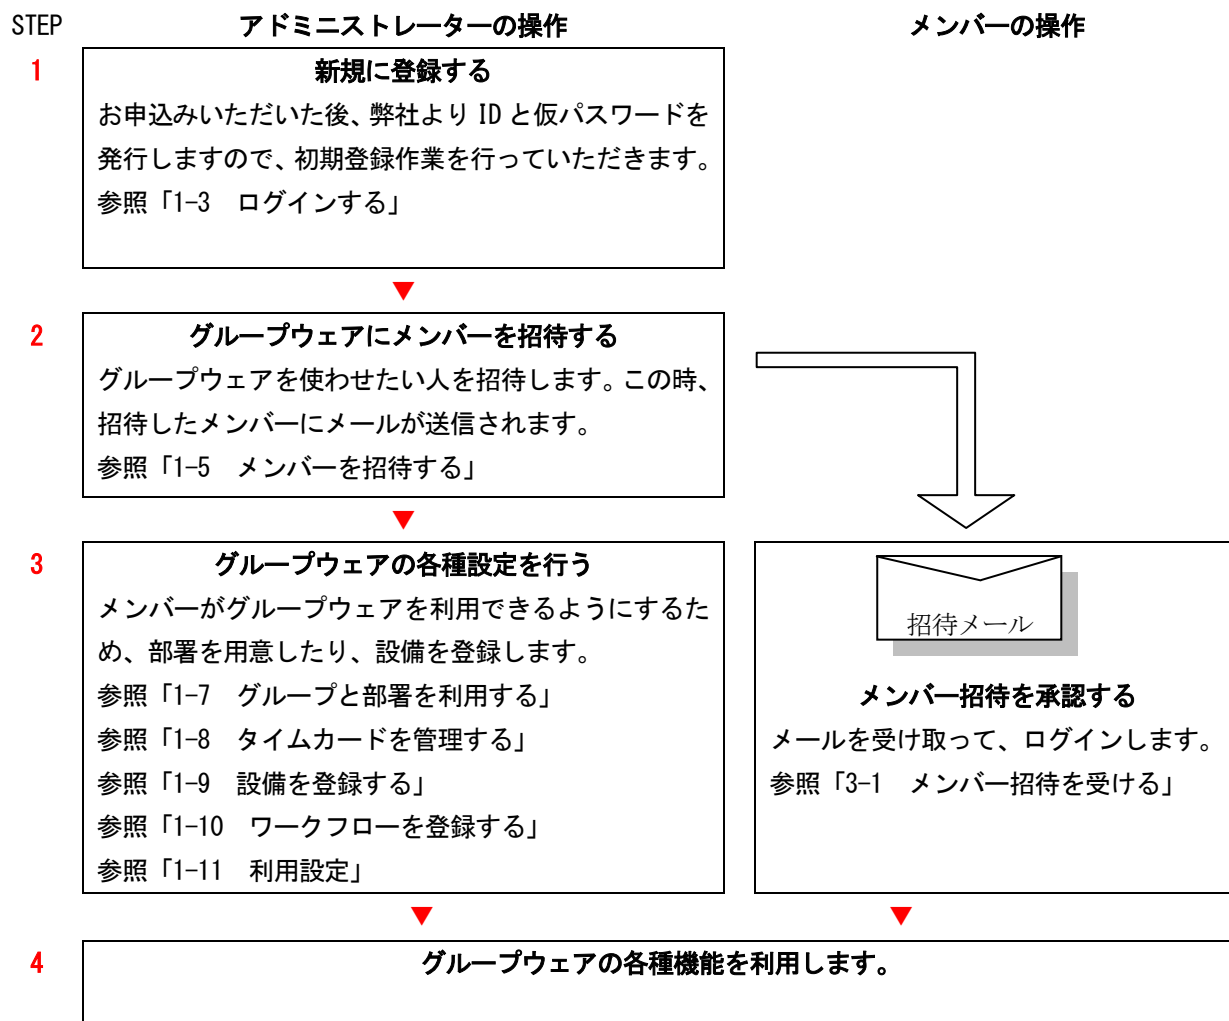 STEP アドミニストレーターの操作 メンバーの操作
1 新規に登録する
お申込みいただいた後、弊社より ID と仮パスワードを
発行しますので、初期登録作業を行っていただきます。
参照「1-3　ログインする」
2 グループウェアにメンバーを招待する
グループウェアを使わせたい人を招待します。この時、
招待したメンバーにメールが送信されます。
参照「1-5　メンバーを招待する」
3 グループウェアの各種設定を行う
メンバーがグループウェアを利用できるようにするた
め、部署を用意したり、設備を登録します。
参照「1-7　グループと部署を利用する」
参照「1-8　タイムカードを管理する」
参照「1-9　設備を登録する」
参照「1-10　ワークフローを登録する」
参照「1-11　利用設定」
招待メール
メンバー招待を承認する
メールを受け取って、ログインします。
参照「3-1　メンバー招待を受ける」
4 グループウェアの各種機能を利用します。